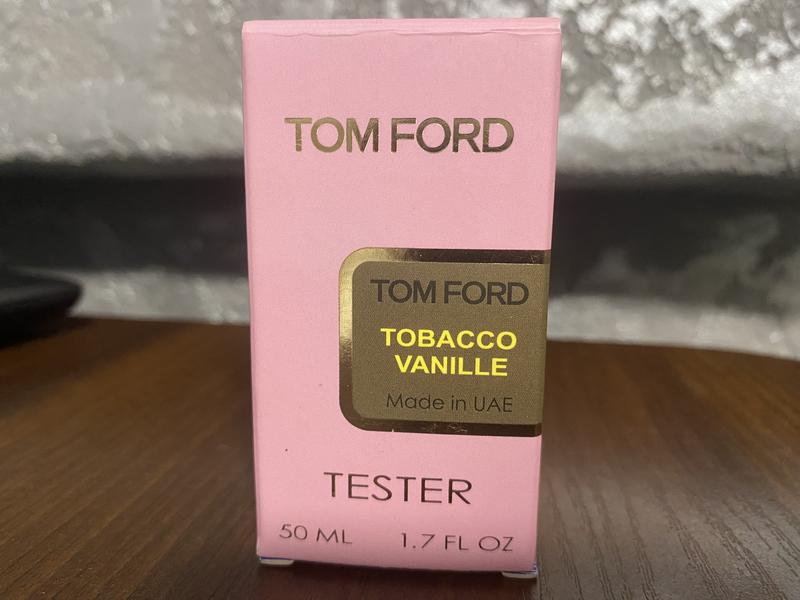 TOM FORD
TOM FORD
TOBACCO
VANILLE
Made in UAE
TESTER
50 ML 1.7 FL OZ